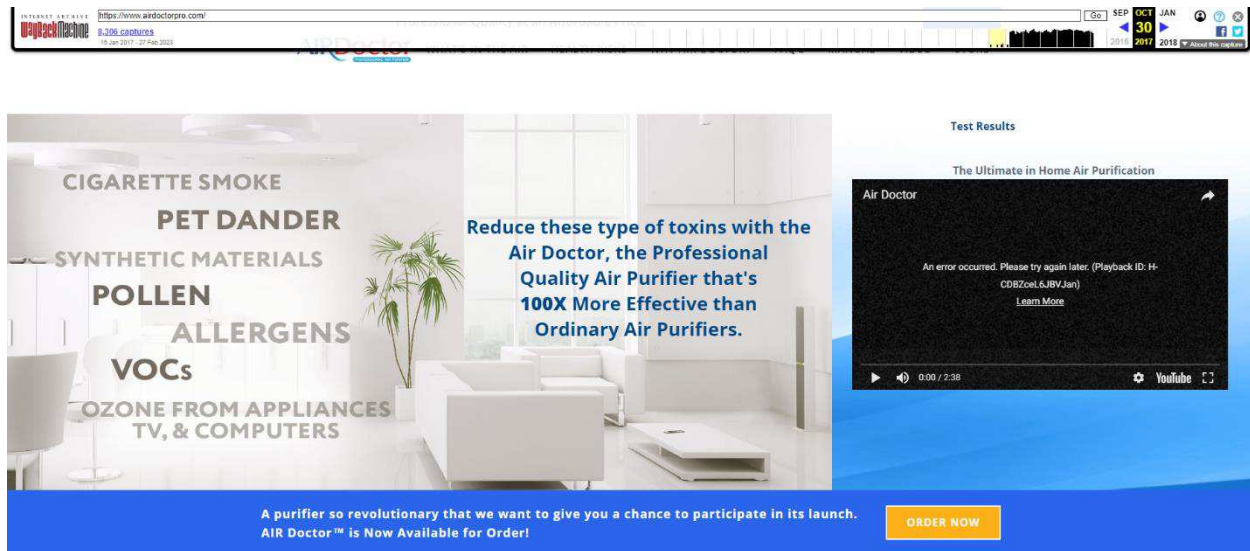 INTERNET ARCHIVE
WayBackMachine
https://www.airdoctorpro.com/
Go
SEP OCT JAN
8,306 captures
30
15 Jan 2017 - 27 Feb 2023
2016 2017 2018
About this capture
AIRDoctor
Test Results
The Ultimate in Home Air Purification
CIGARETTE SMOKE
PET DANDER
SYNTHETIC MATERIALS
POLLEN
ALLERGENS
VOCs
OZONE FROM APPLIANCES
TV, & COMPUTERS
Reduce these type of toxins with the
Air Doctor, the Professional
Quality Air Purifier that's
100X More Effective than
Ordinary Air Purifiers.
Air Doctor
An error occurred. Please try again later. (Playback ID: H-
CDBZceL6JBVJan)
Learn More
0:00 / 2:38
YouTube
A purifier so revolutionary that we want to give you a chance to participate in its launch.
AIR Doctor™ is Now Available for Order!
ORDER NOW